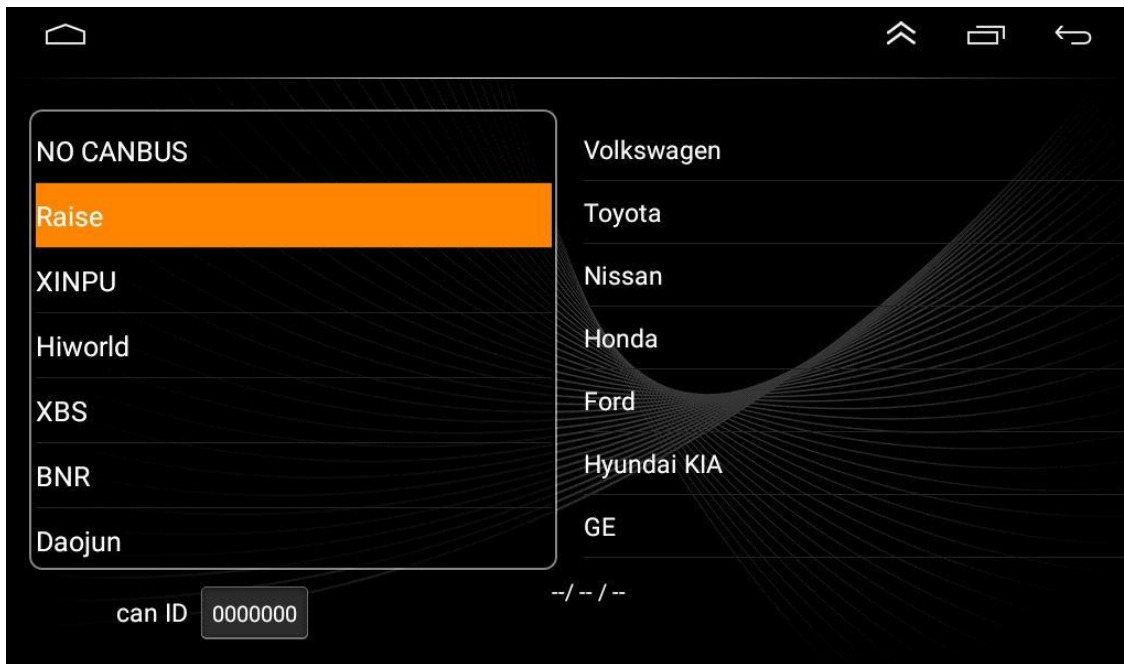 NO CANBUS
Raise
XINPU
Hiworld
XBS
BNR
Daojun
Volkswagen
Toyota
Nissan
Honda
Ford
Hyundai KIA
GE
can ID 0000000
--/ -- / --